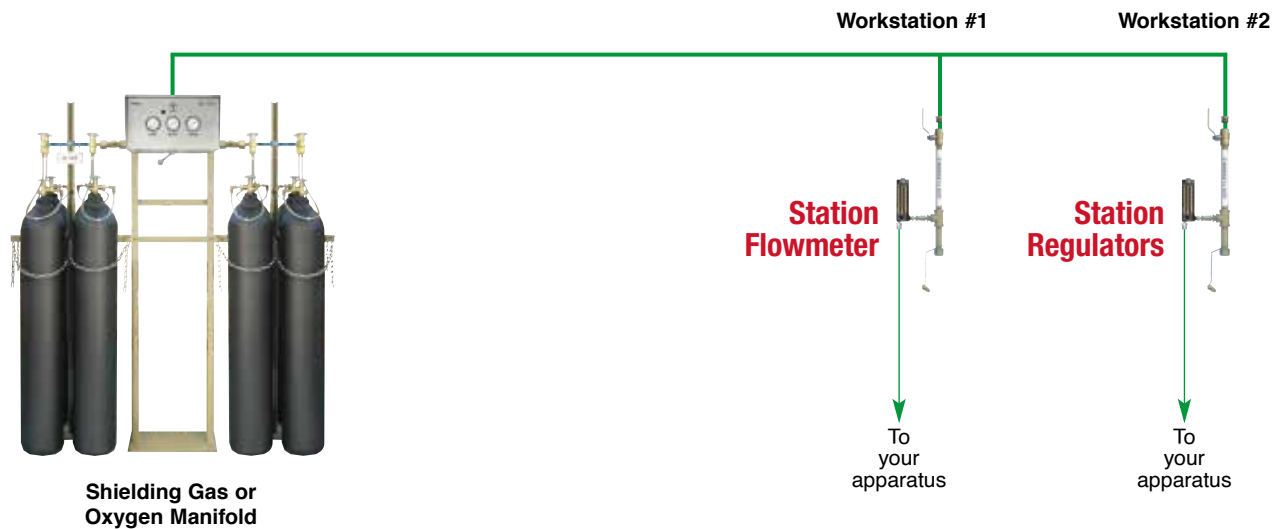 Workstation #1
Workstation #2
Station
Flowmeter
Station
Regulators
To
your
apparatus
To
your
apparatus
Shielding Gas or
Oxygen Manifold